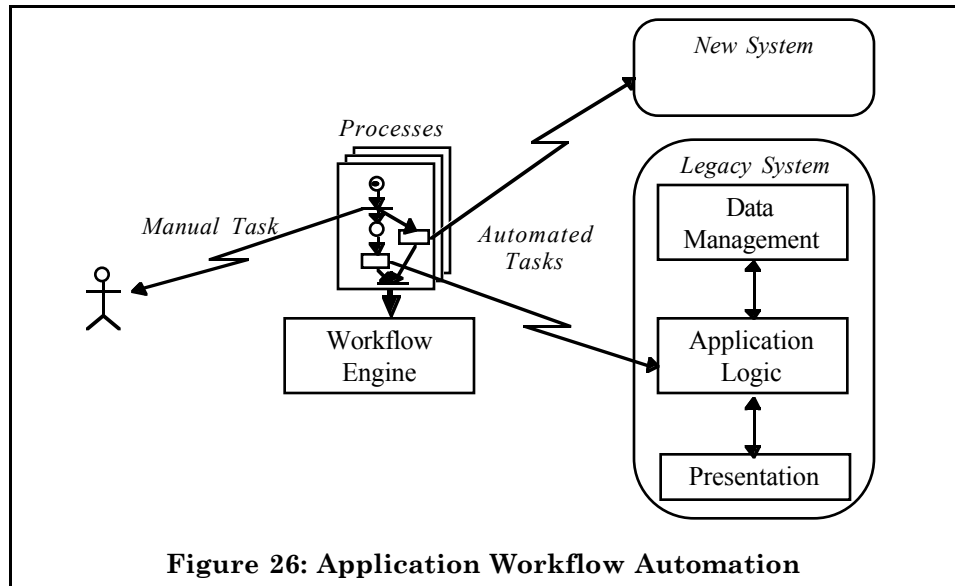 New System
Processes
Legacy System
Manual Task
Automated
Tasks
Data
Management
Workflow
Engine
Application
Logic
Presentation
Figure 26: Application Workflow Automation